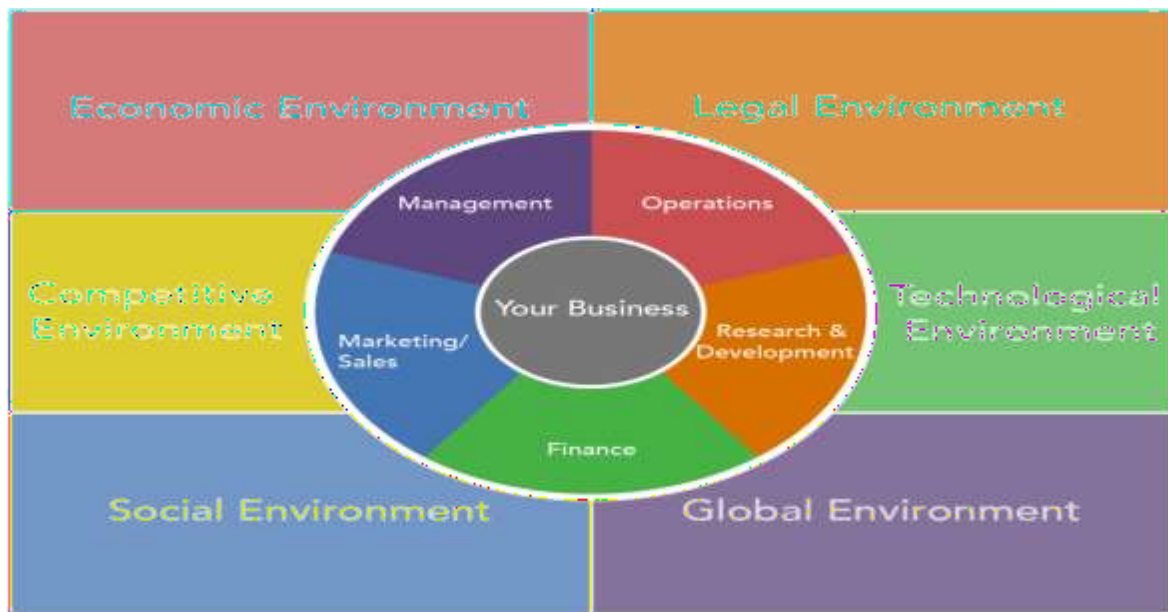 Economic Environment
Legal Environment
Management
Operations
Competitive
Environment
Your Business
Technological
Environment
Marketing/
Sales
Research &
Development
Finance
Social Environment
Global Environment